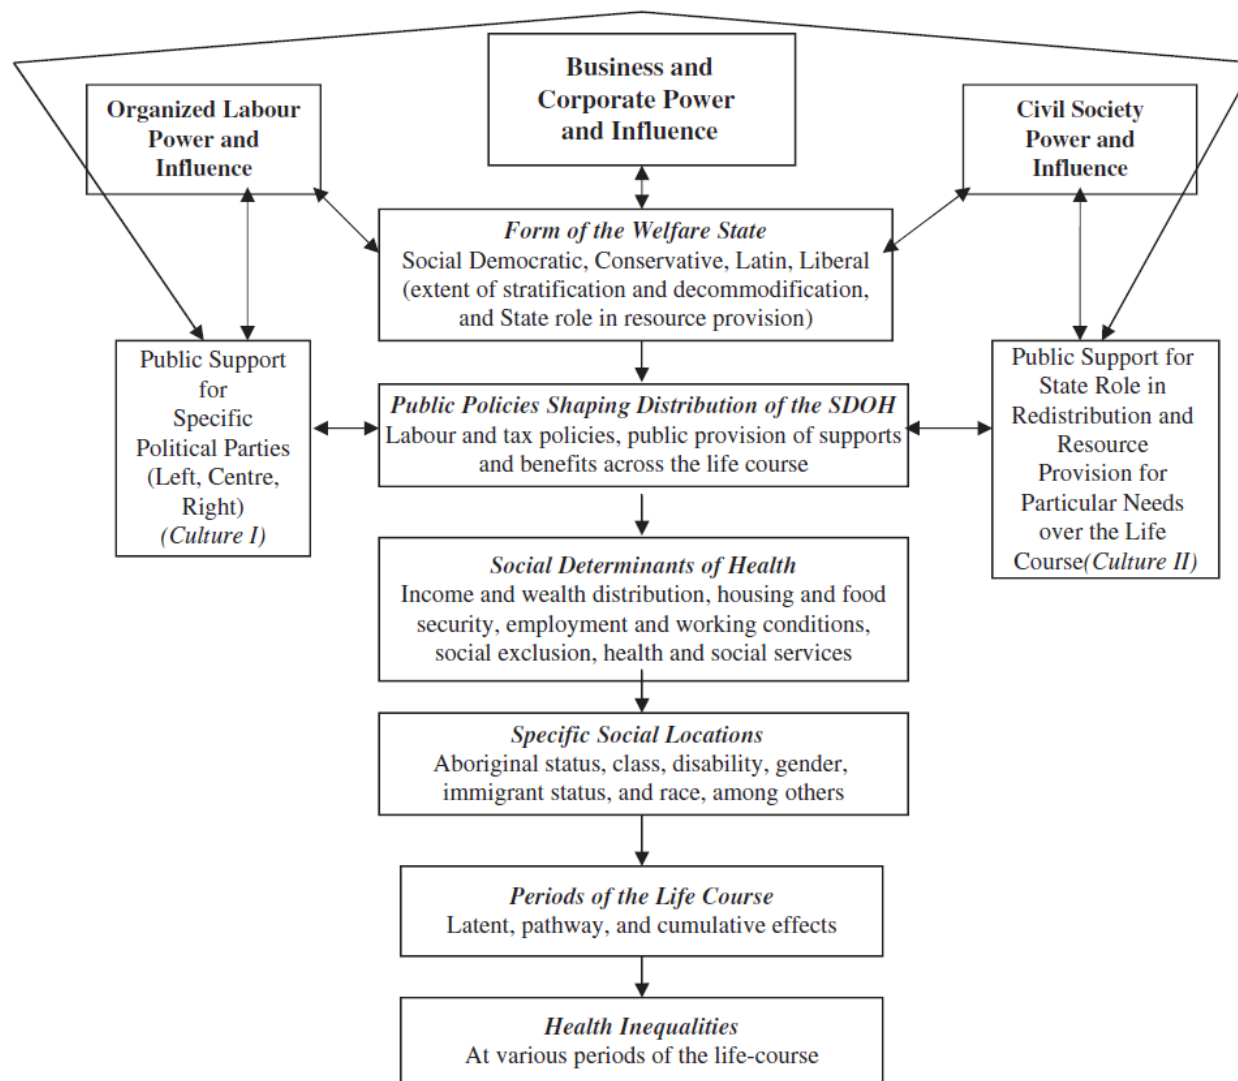 Business and
Corporate Power
and Influence
Organized Labour
Power and
Influence
Civil Society
Power and
Influence
Form of the Welfare State
Social Democratic, Conservative, Latin, Liberal
(extent of stratification and decommodification,
and State role in resource provision)
Public Support
for
Specific
Political Parties
(Left, Centre,
Right)
(Culture I)
Public Policies Shaping Distribution of the SDOH
Labour and tax policies, public provision of supports
and benefits across the life course
Public Support for
State Role in
Redistribution and
Resource
Provision for
Particular Needs
over the Life
Course(Culture II)
Social Determinants of Health
Income and wealth distribution, housing and food
security, employment and working conditions,
social exclusion, health and social services
Specific Social Locations
Aboriginal status, class, disability, gender,
immigrant status, and race, among others
Periods of the Life Course
Latent, pathway, and cumulative effects
Health Inequalities
At various periods of the life-course